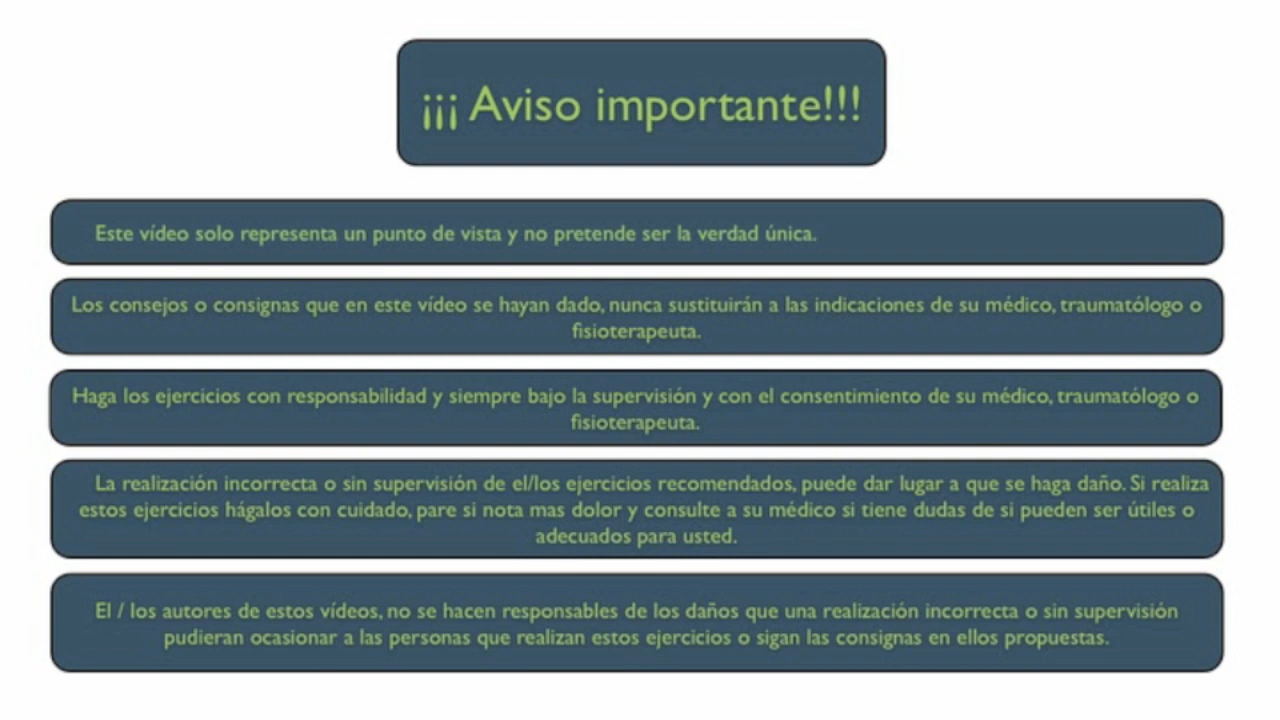 ¡¡¡ Aviso importante!!!
Este vídeo solo representa un punto de vista y no pretende ser la verdad única.
Los consejos o consignas que en este vídeo se hayan dado, nunca sustituirán a las indicaciones de su médico, traumatólogo o
fisioterapeuta.
Haga los ejercicios con responsabilidad y siempre bajo la supervisión y con el consentimiento de su médico, traumatólogo o
fisioterapeuta.
La realización incorrecta o sin supervisión de el/los ejercicios recomendados, puede dar lugar a que se haga daño. Si realiza
estos ejercicios hágalos con cuidado, pare si nota mas dolor y consulte a su médico si tiene dudas de si pueden ser útiles o
adecuados para usted.
El / los autores de estos vídeos, no se hacen responsables de los daños que una realización incorrecta o sin supervisión
pudieran ocasionar a las personas que realizan estos ejercicios o sigan las consignas en ellos propuestas.